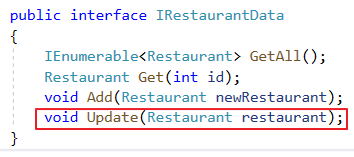 public interface IRestaurantData
{
IEnumerable<Restaurant> GetAll();
Restaurant Get(int id);
void Add(Restaurant newRestaurant);
void Update(Restaurant restaurant);
}